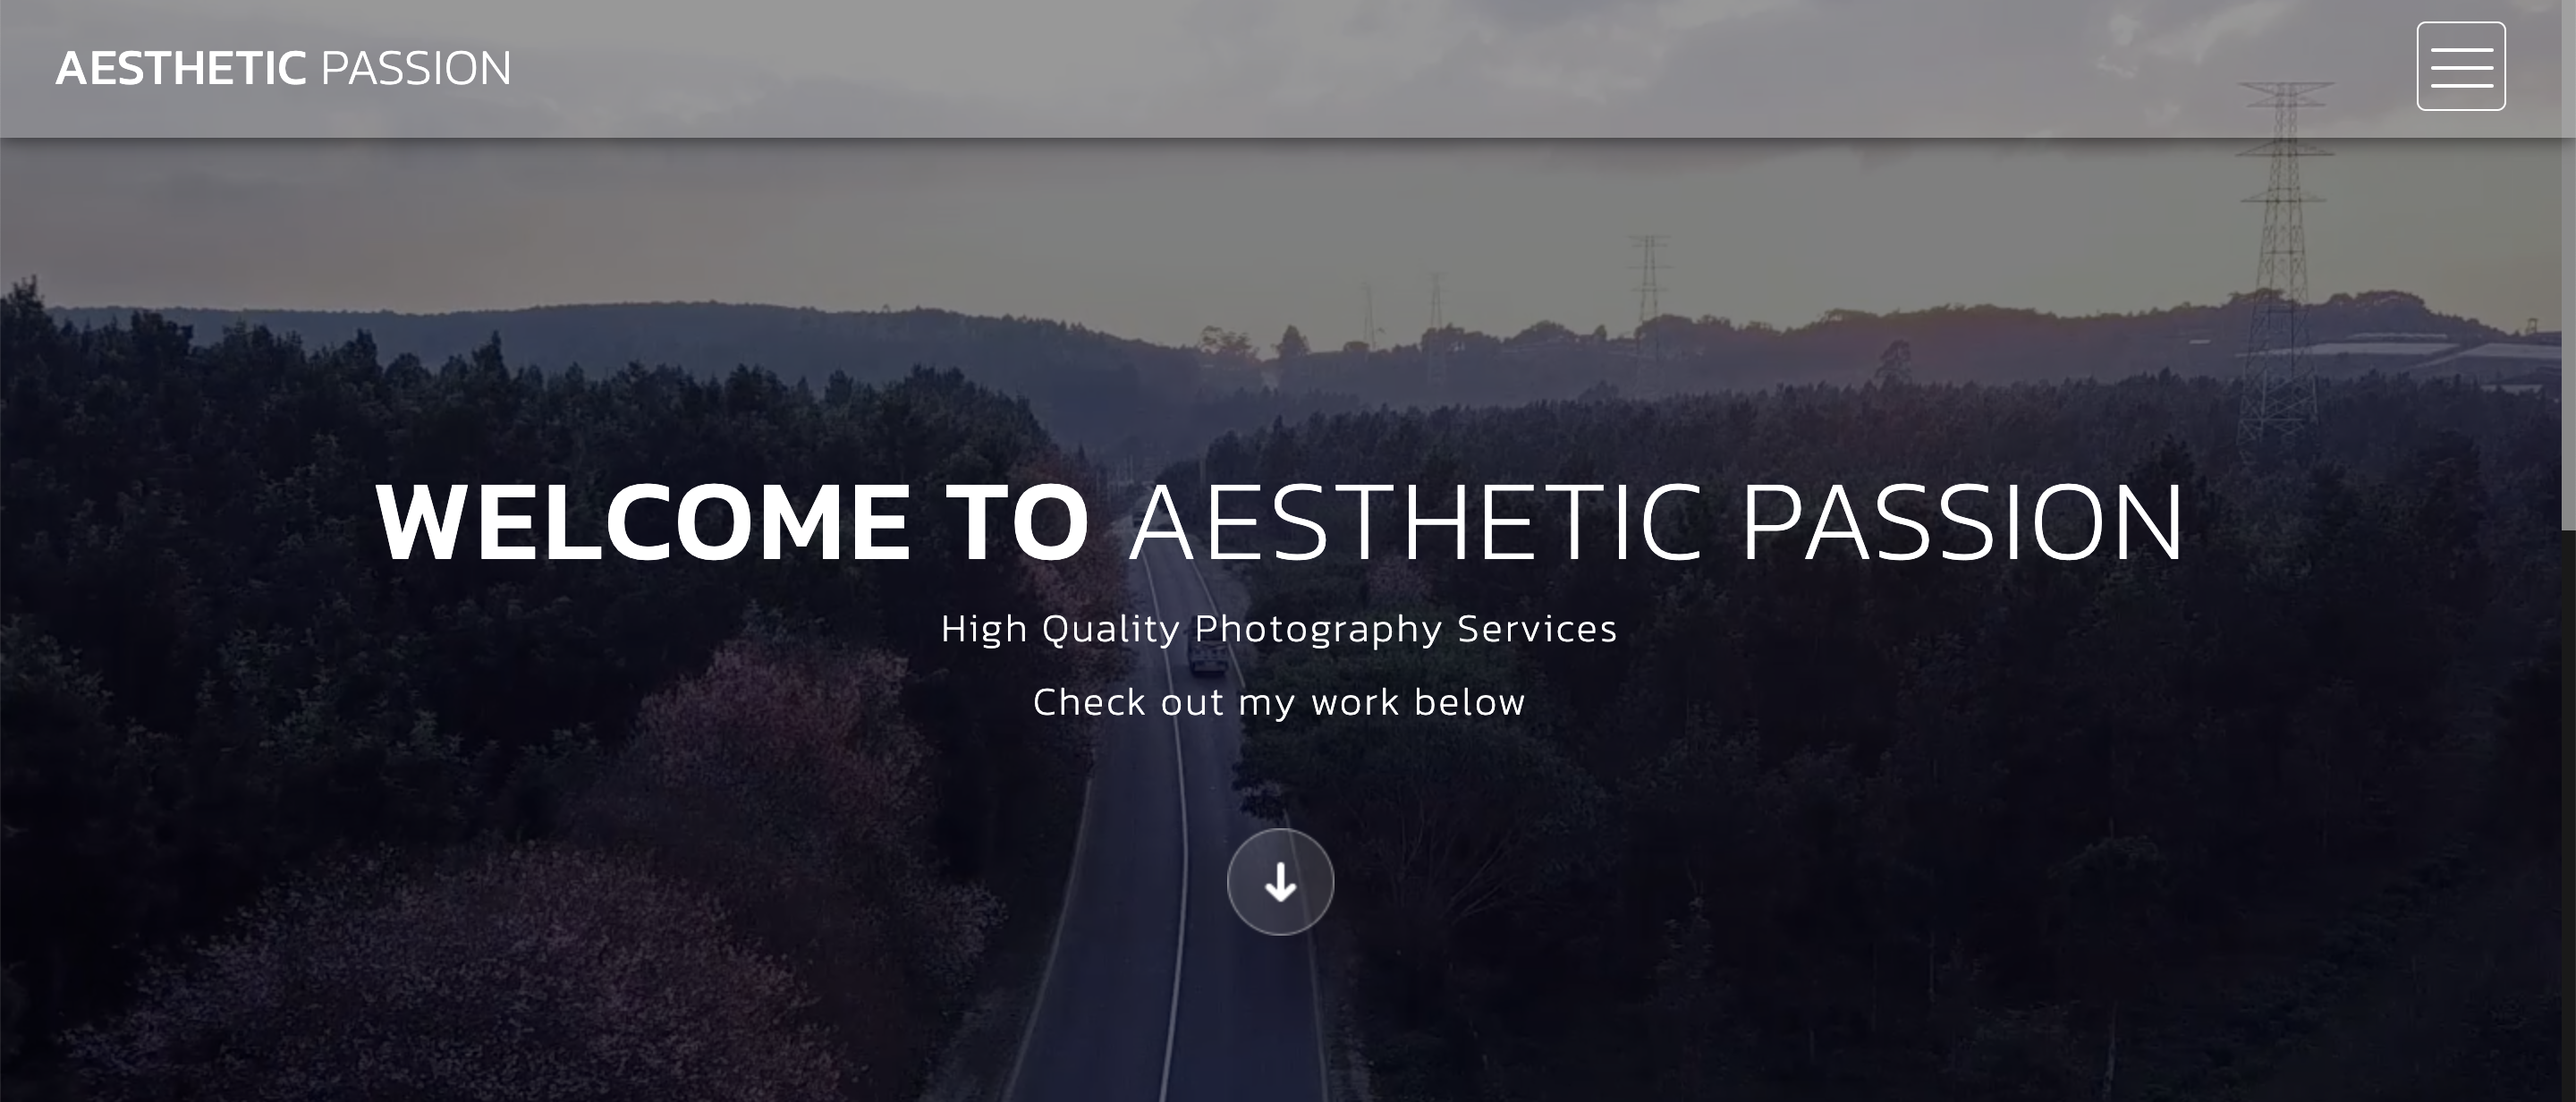 AESTHETIC PASSION
WELCOME TO AESTHETIC PASSION
High Quality Photography Services
Check out my work below